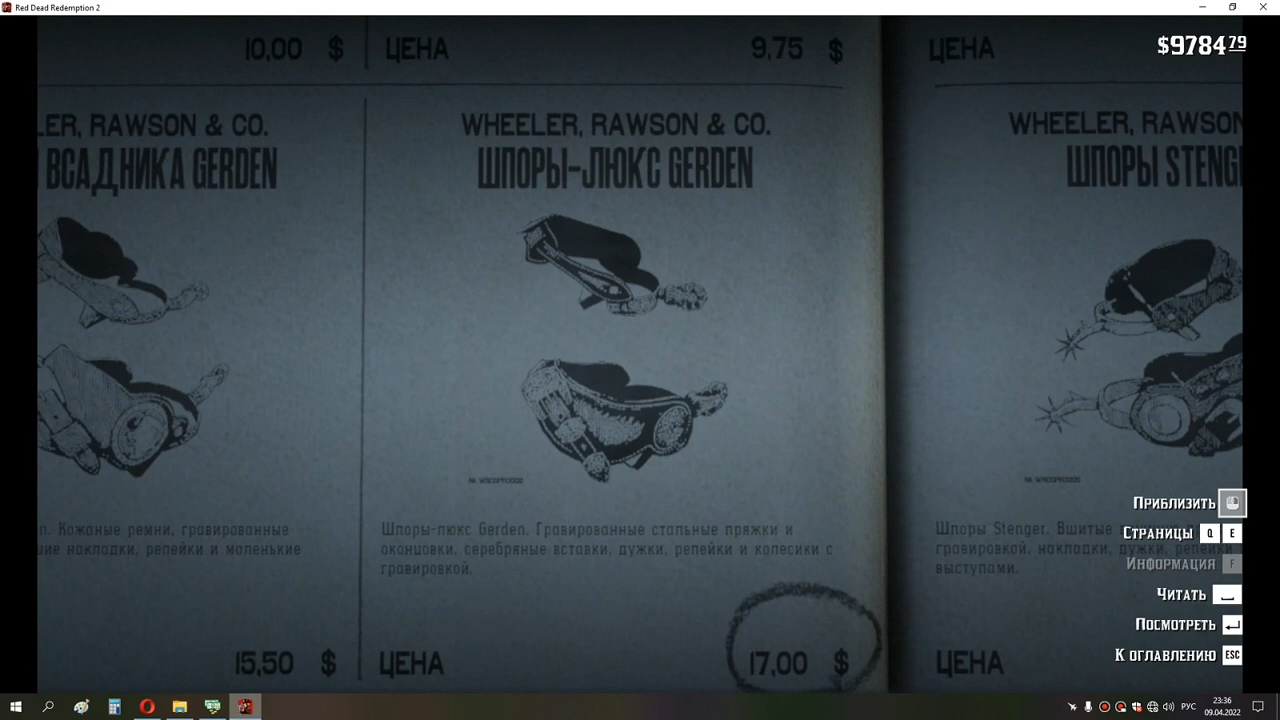 Red Dead Redemption 2
$9784 79
10,00 $
ЦЕНА 9,75 $
ЦЕНА
LER, RAWSON & CO.
ВСАДНИКА GERDEN
WHEELER, RAWSON & CO.
ШПОРЫ-ЛЮКС GERDEN
WHEELER, RAWSON
ШПОРЫ STENGE
n. Кожаные ремни, гравированные
шие накладки, репейки и маленькие
15,50 $
Шпоры-люкс Gerden. Гравированные стальные пряжки и
оконцовки, серебряные вставки, дужки, репейки и колесики с
гравировкой.
ЦЕНА 17,00 $
Шпоры Stenger. Вшитые
гравировкой, накладки, дужки, репейки
выступами.
ЦЕНА
Приблизить
Страницы Q E
Информация F
Читать
Посмотреть
К оглавлению ESC
РУС
23:36
09.04.2022